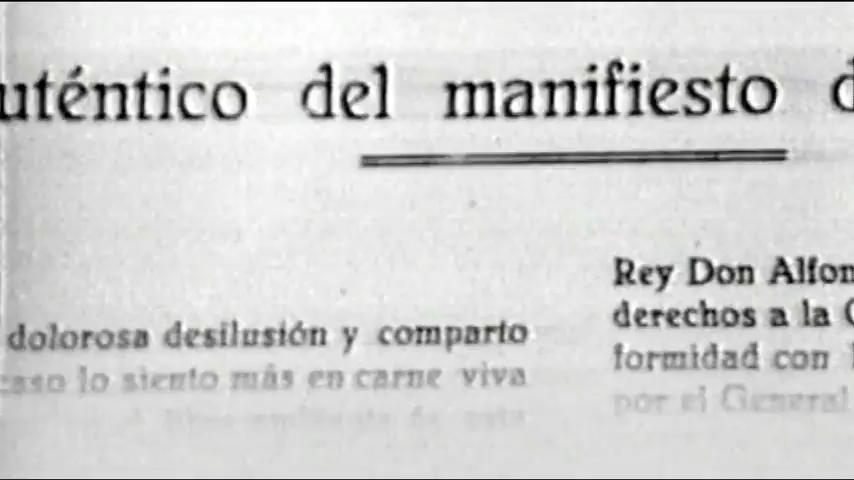 uténtico del manifiesto d
dolorosa desilusión y comparto
caso lo siento más en carne viva
Rey Don Alfon
derechos a la C
formidad con
por el General